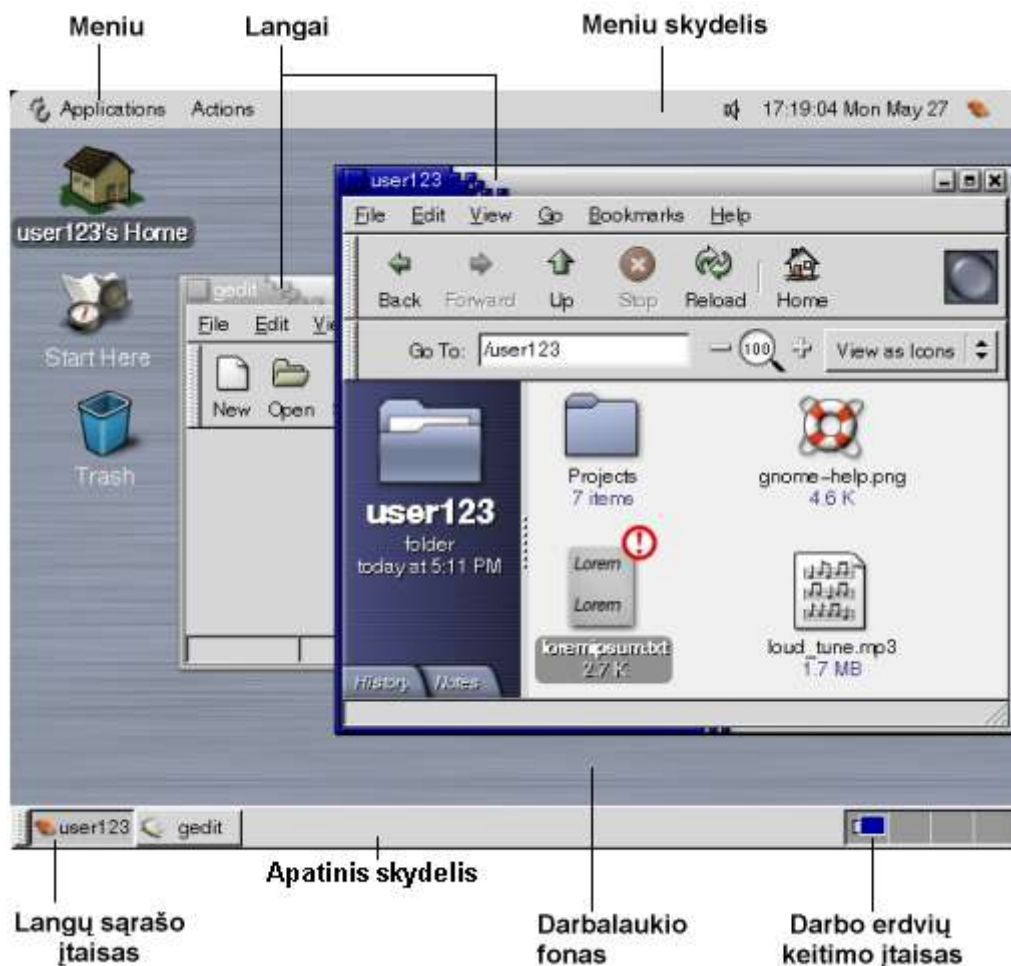 Meniu
Langai
Meniu skydelis
Applications Actions
17:19:04 Mon May 27
user123's Home
Start Here
Trash
gedit
File Edit
New Open
user123
File Edit View Go Bookmarks Help
Back Forward Up Stop Reload Home
Go To: /user123
100
View as Icons
user123
folder
today at 5:11 PM
History Notes
Projects
7 items
gnome-help.png
4.6 K
Lorem
Lorem
loremipsum.txt
2.7 K
loud_tune.mp3
1.7 MB
user123 gedit
Apatinis skydelis
Langų sąrašo
įtaisas
Darbalaukio
fonas
Darbo erdvių
keitimo įtaisas